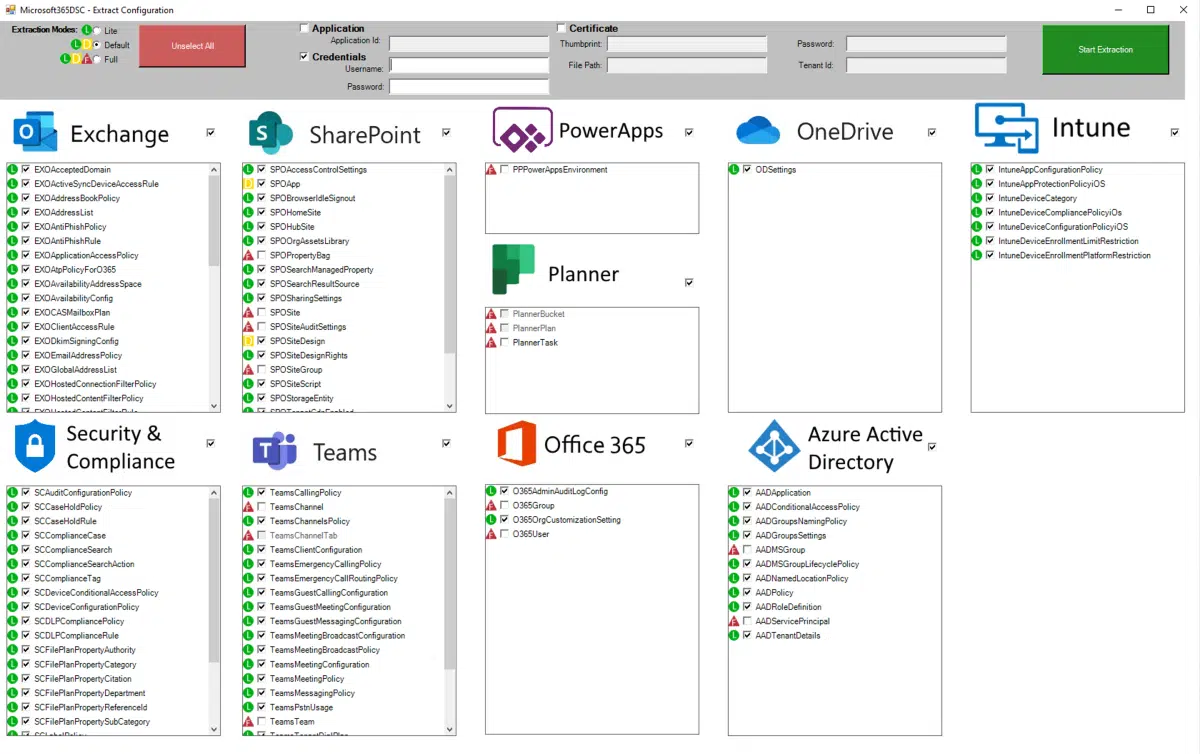 Microsoft365DSC - Extract Configuration
Extraction Modes: L Lite
L D Default
L D F Full
Unselect All
Application
Application Id:
Credentials
Username:
Password:
Certificate
Thumbprint:
File Path:
Password:
Tenant Id:
Start Extraction
Exchange
EXOAcceptedDomain
EXOActiveSyncDeviceAccessRule
EXOAddressBookPolicy
EXOAddressList
EXOAntiPhishPolicy
EXOAntiPhishRule
EXOApplicationAccessPolicy
EXOAtpPolicyForO365
EXOAvailabilityAddressSpace
EXOAvailabilityConfig
EXOCASMailboxPlan
EXOClientAccessRule
EXODkimSigningConfig
EXOEmailAddressPolicy
EXOGlobalAddressList
EXOHostedConnectionFilterPolicy
EXOHostedContentFilterPolicy
EXOHostedContentFilterRule
SharePoint
SPOAccessControlSettings
SPOApp
SPOBrowserIdleSignout
SPOHomeSite
SPOHubSite
SPOOrgAssetsLibrary
SPOPropertyBag
SPOSearchManagedProperty
SPOSearchResultSource
SPOSharingSettings
SPOSite
SPOSiteAuditSettings
SPOSiteDesign
SPOSiteDesignRights
SPOSiteGroup
SPOSiteScript
SPOStorageEntity
SPOTenantCdnEnabled
PowerApps
PPPowerAppsEnvironment
Planner
PlannerBucket
PlannerPlan
PlannerTask
OneDrive
ODSettings
Intune
IntuneAppConfigurationPolicy
IntuneAppProtectionPolicyiOS
IntuneDeviceCategory
IntuneDeviceCompliancePolicyiOs
IntuneDeviceConfigurationPolicyiOS
IntuneDeviceEnrollmentLimitRestriction
IntuneDeviceEnrollmentPlatformRestriction
Security &
Compliance
SCAuditConfigurationPolicy
SCCaseHoldPolicy
SCCaseHoldRule
SCComplianceCase
SCComplianceSearch
SCComplianceSearchAction
SCComplianceTag
SCDeviceConditionalAccessPolicy
SCDeviceConfigurationPolicy
SCDLPCompliancePolicy
SCDLPComplianceRule
SCFilePlanPropertyAuthority
SCFilePlanPropertyCategory
SCFilePlanPropertyCitation
SCFilePlanPropertyDepartment
SCFilePlanPropertyReferenceId
SCFilePlanPropertySubCategory
SCLabelPolicy
Teams
TeamsCallingPolicy
TeamsChannel
TeamsChannelsPolicy
TeamsChannelTab
TeamsClientConfiguration
TeamsEmergencyCallingPolicy
TeamsEmergencyCallRoutingPolicy
TeamsGuestCallingConfiguration
TeamsGuestMeetingConfiguration
TeamsGuestMessagingConfiguration
TeamsMeetingBroadcastConfiguration
TeamsMeetingBroadcastPolicy
TeamsMeetingConfiguration
TeamsMeetingPolicy
TeamsMessagingPolicy
TeamsPstnUsage
TeamsTeam
TeamsTenantDialPlan
Office 365
O365AdminAuditLogConfig
O365Group
O365OrgCustomizationSetting
O365User
Azure Active
Directory
AADApplication
AADConditionalAccessPolicy
AADGroupsNamingPolicy
AADGroupsSettings
AADMSGroup
AADMSGroupLifecyclePolicy
AADNamedLocationPolicy
AADPolicy
AADRoleDefinition
AADServicePrincipal
AADTenantDetails